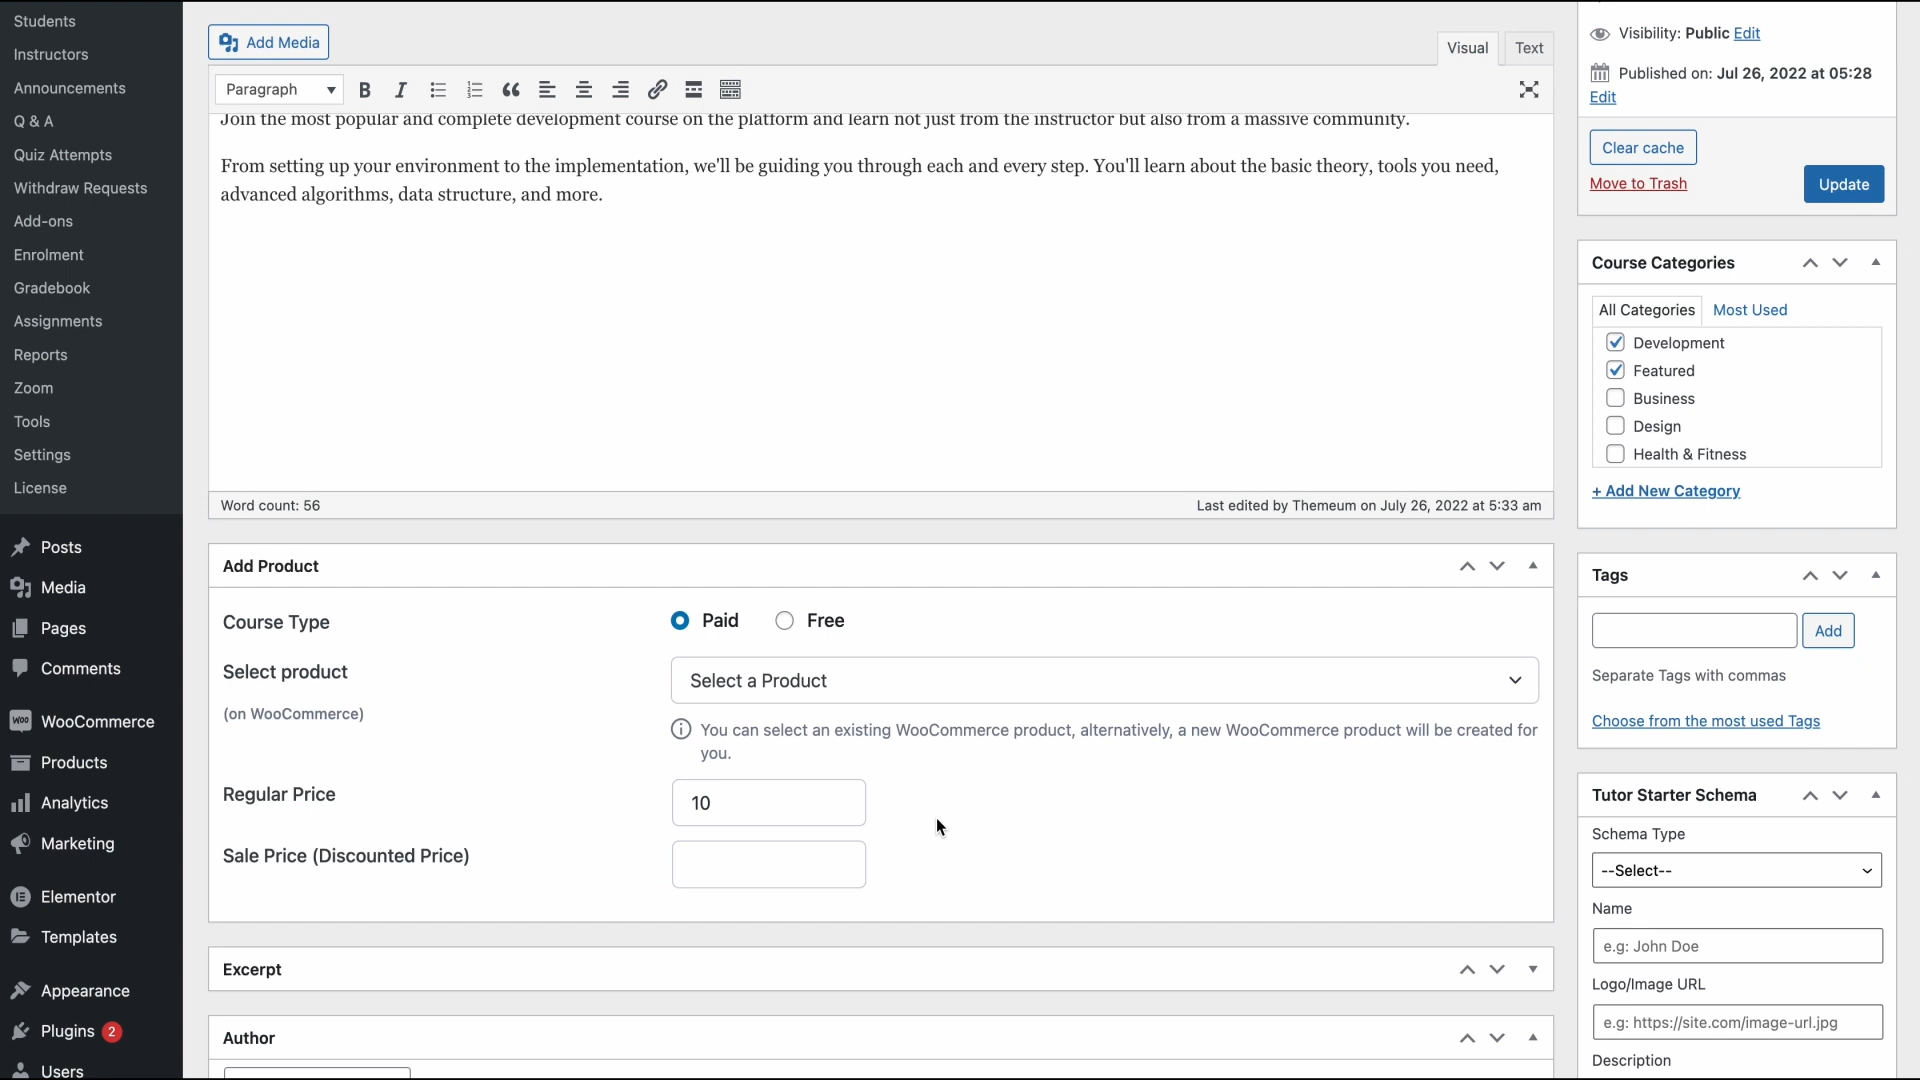 Students
Instructors
Announcements
Q & A
Quiz Attempts
Withdraw Requests
Add-ons
Enrolment
Gradebook
Assignments
Reports
Zoom
Tools
Settings
License
Posts
Media
Pages
Comments
WOO WooCommerce
Products
Analytics
Marketing
Elementor
Templates
Appearance
Plugins 2
Users
Add Media
Visual Text
Paragraph
Join the most popular and complete development course on the platform and learn not just from the instructor but also from a massive community.
From setting up your environment to the implementation, we'll be guiding you through each and every step. You'll learn about the basic theory, tools you need,
advanced algorithms, data structure, and more.
Word count: 56 Last edited by Themeum on July 26, 2022 at 5:33 am
Add Product
Course Type Paid Free
Select product Select a Product
(on WooCommerce) You can select an existing WooCommerce product, alternatively, a new WooCommerce product will be created for
you.
Regular Price 10
Sale Price (Discounted Price)
Excerpt
Author
Visibility: Public Edit
Published on: Jul 26, 2022 at 05:28
Edit
Clear cache
Move to Trash Update
Course Categories
All Categories Most Used
Development
Featured
Business
Design
Health & Fitness
+ Add New Category
Tags
Add
Separate Tags with commas
Choose from the most used Tags
Tutor Starter Schema
Schema Type
--Select--
Name
e.g: John Doe
Logo/Image URL
e.g: https://site.com/image-url.jpg
Description